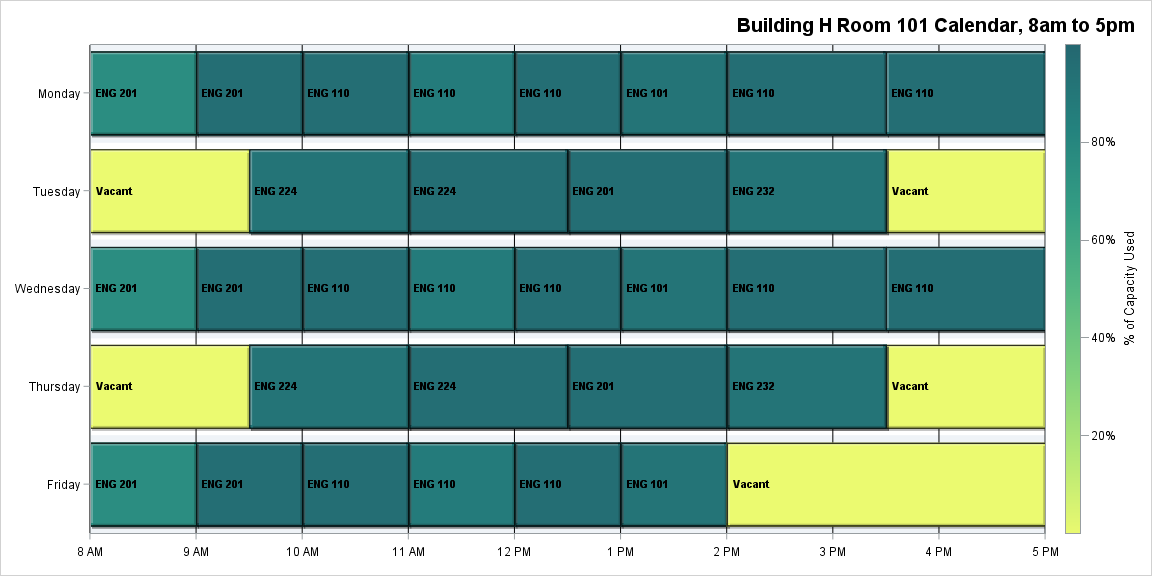 Building H Room 101 Calendar, 8am to 5pm
Monday ENG 201 ENG 201 ENG 110 ENG 110 ENG 110 ENG 101 ENG 110 ENG 110
80%
Tuesday Vacant ENG 224 ENG 224 ENG 201 ENG 232 Vacant
60%
Wednesday ENG 201 ENG 201 ENG 110 ENG 110 ENG 110 ENG 101 ENG 110 ENG 110
% of Capacity Used
40%
Thursday Vacant ENG 224 ENG 224 ENG 201 ENG 232 Vacant
20%
Friday ENG 201 ENG 201 ENG 110 ENG 110 ENG 110 ENG 101 Vacant
8 AM 9 AM 10 AM 11 AM 12 PM 1 PM 2 PM 3 PM 4 PM 5 PM